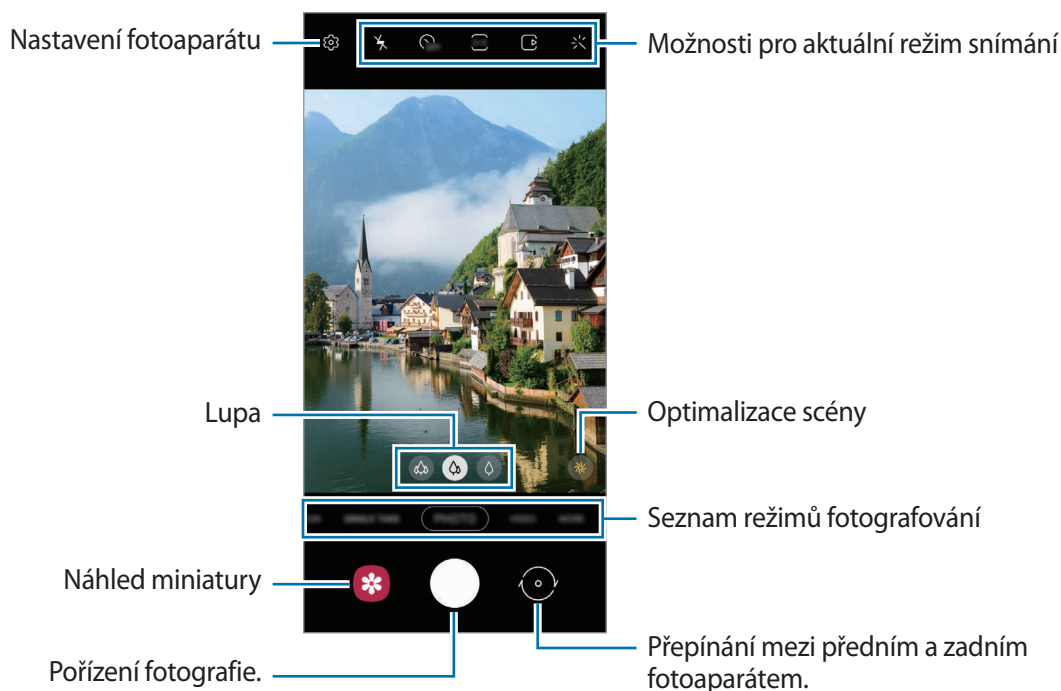 Nastavení fotoaparátu
Možnosti pro aktuální režim snímání
Lupa
Optimalizace scény
Seznam režimů fotografování
Náhled miniatury
Pořízení fotografie.
Přepínání mezi předním a zadním
fotoaparátem.